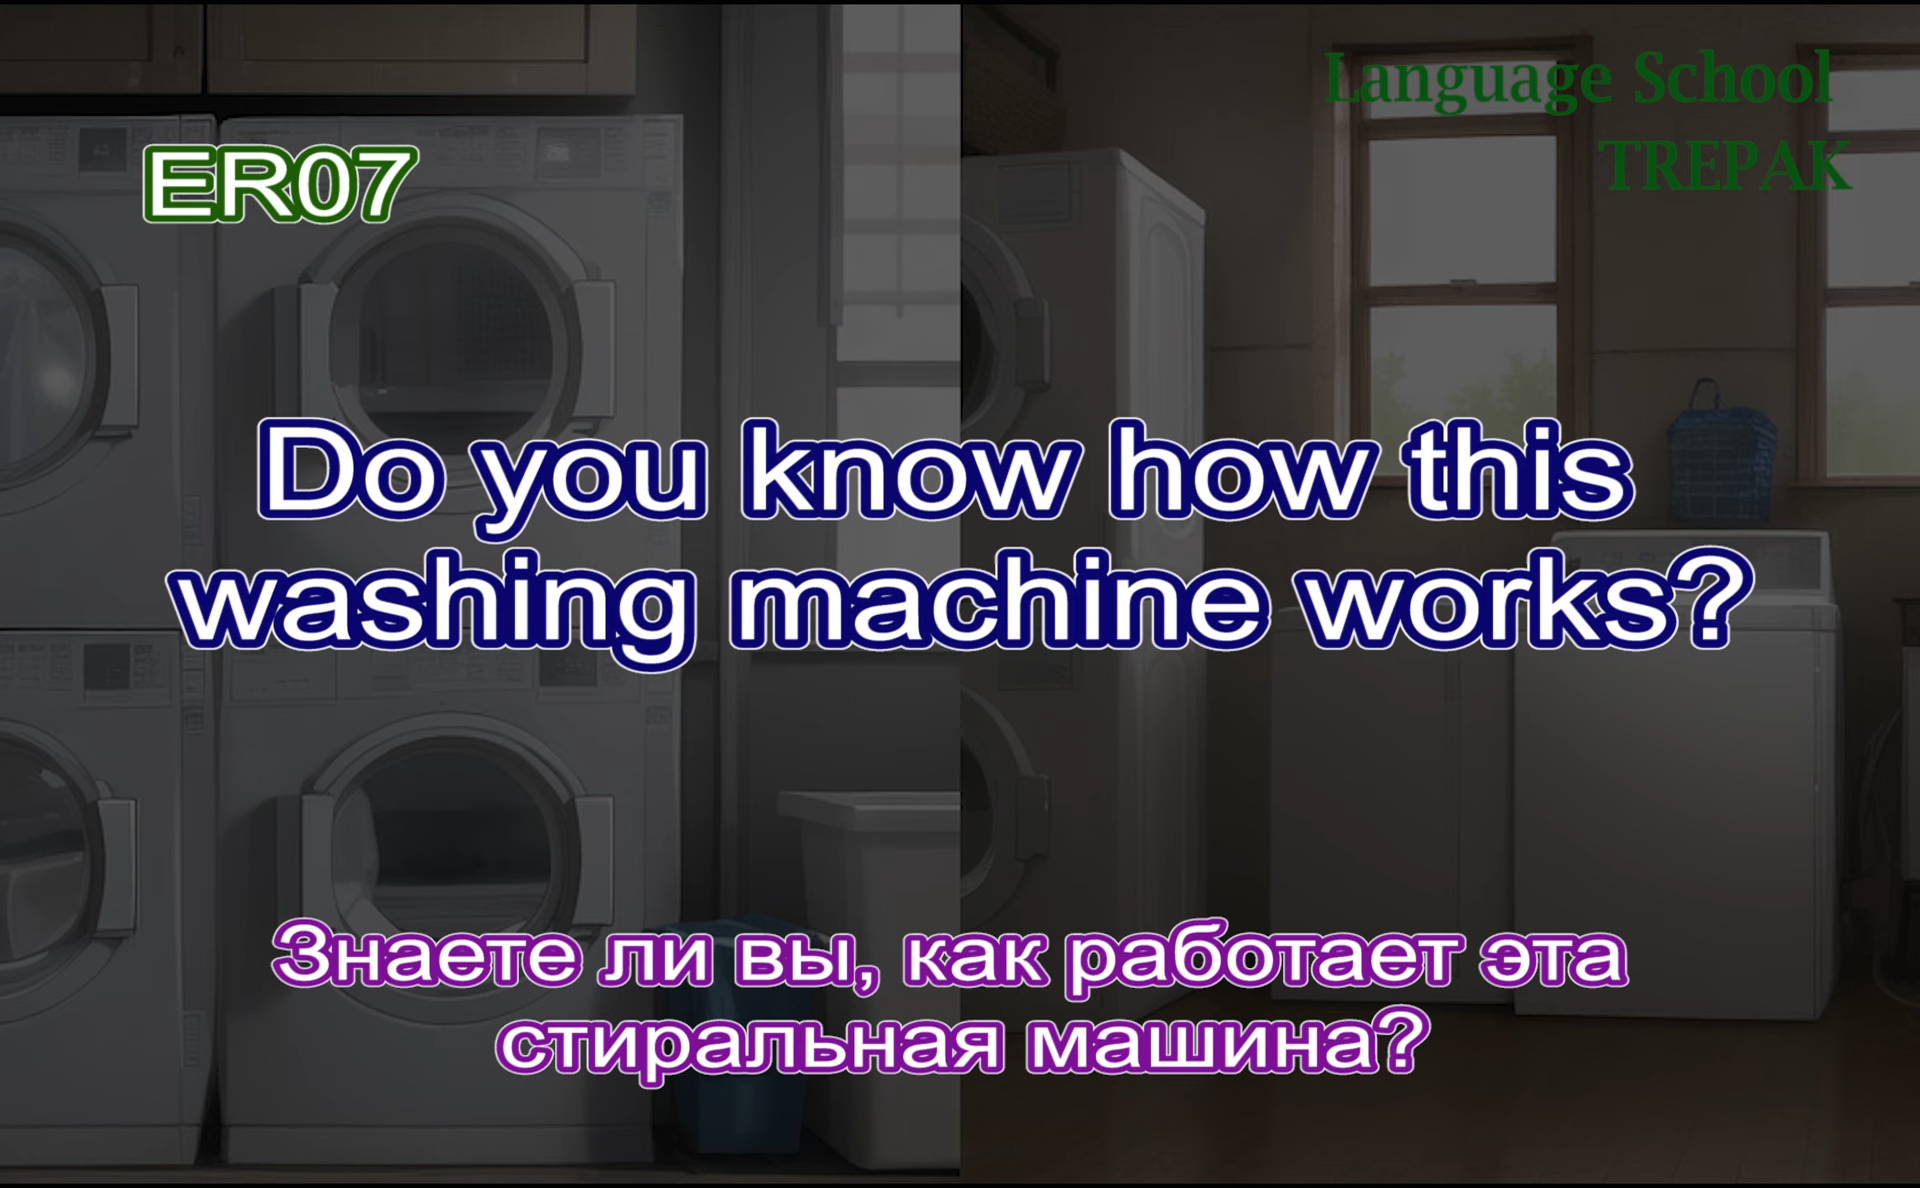 Language School
TREPAK
ER07
Do you know how this
washing machine works?
Знаете ли вы, как работает эта
стиральная машина?